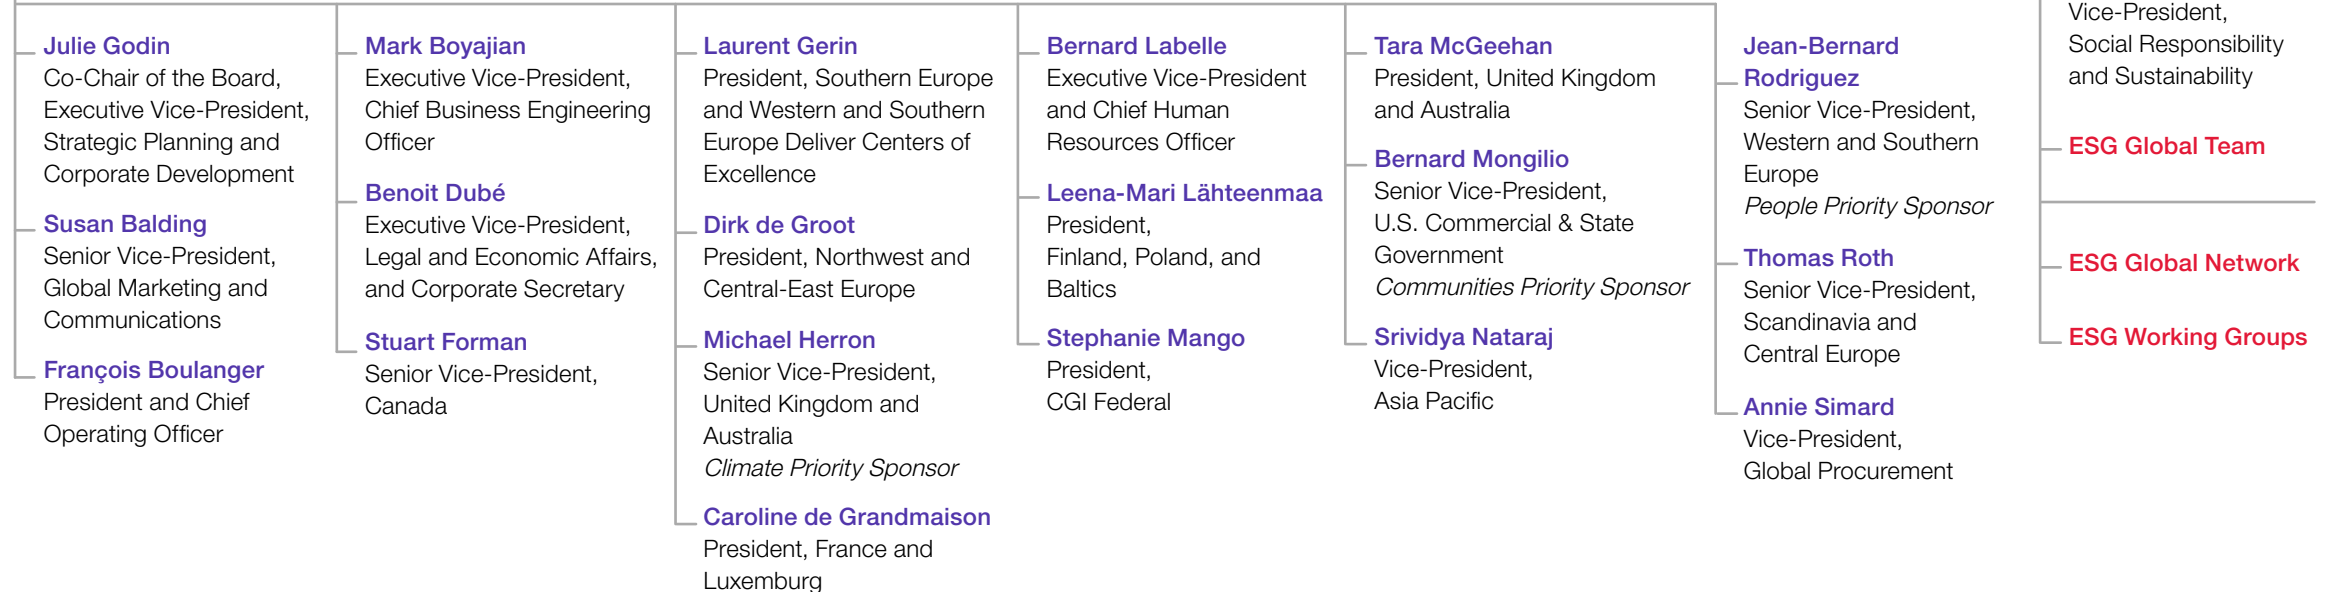 Julie Godin
Co-Chair of the Board,
Executive Vice-President,
Strategic Planning and
Corporate Development
Susan Balding
Senior Vice-President,
Global Marketing and
Communications
François Boulanger
President and Chief
Operating Officer
Mark Boyajian
Executive Vice-President,
Chief Business Engineering
Officer
Benoit Dubé
Executive Vice-President,
Legal and Economic Affairs,
and Corporate Secretary
Stuart Forman
Senior Vice-President,
Canada
Laurent Gerin
President, Southern Europe
and Western and Southern
Europe Deliver Centers of
Excellence
Dirk de Groot
President, Northwest and
Central-East Europe
Michael Herron
Senior Vice-President,
United Kingdom and
Australia
Climate Priority Sponsor
Caroline de Grandmaison
President, France and
Luxemburg
Bernard Labelle
Executive Vice-President
and Chief Human
Resources Officer
Leena-Mari Lähteenmaa
President,
Finland, Poland, and
Baltics
Stephanie Mango
President,
CGI Federal
Tara McGeehan
President, United Kingdom
and Australia
Bernard Mongilio
Senior Vice-President,
U.S. Commercial & State
Government
Communities Priority Sponsor
Srividya Nataraj
Vice-President,
Asia Pacific
Jean-Bernard
Rodriguez
Senior Vice-President,
Western and Southern
Europe
People Priority Sponsor
Thomas Roth
Senior Vice-President,
Scandinavia and
Central Europe
Annie Simard
Vice-President,
Global Procurement
Vice-President,
Social Responsibility
and Sustainability
ESG Global Team
ESG Global Network
ESG Working Groups